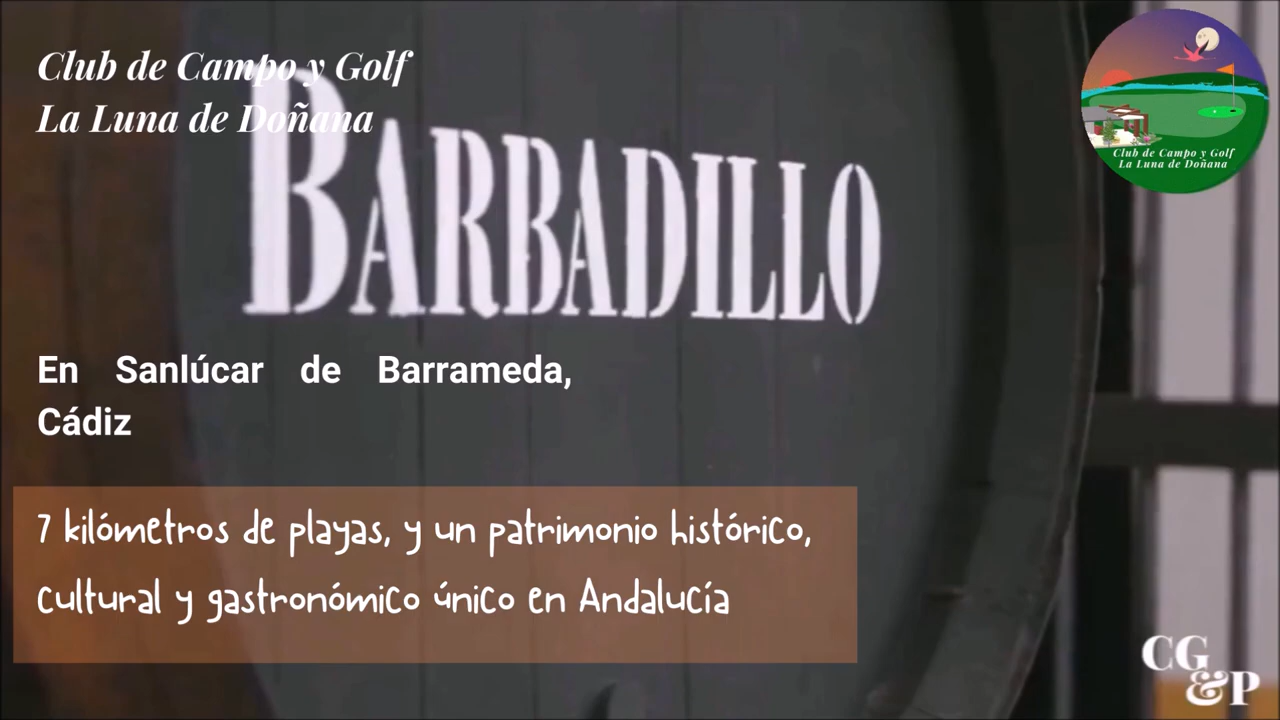 Club de Campo y Golf
La Luna de Doñana
BARBADILLO
Club de Campo y Golf
La Luna de Doñana
En Sanlúcar de Barrameda,
Cádiz
7 kilómetros de playas, y un patrimonio histórico,
cultural y gastronómico único en Andalucía
CG
&P